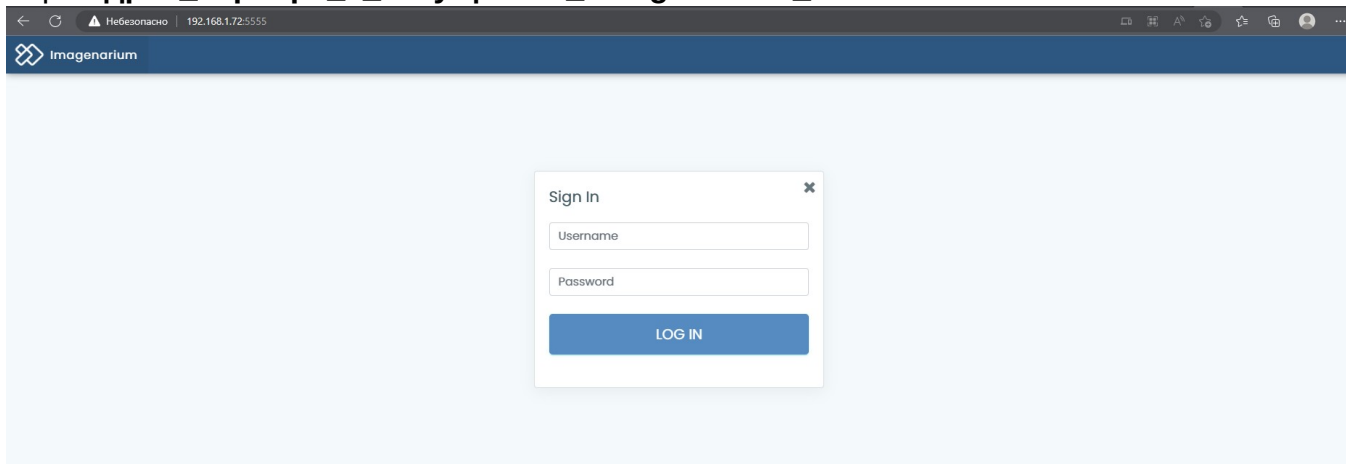 Небезопасно 192.168.1.72:5555
Imagenarium
Sign In
Username
Password
LOG IN